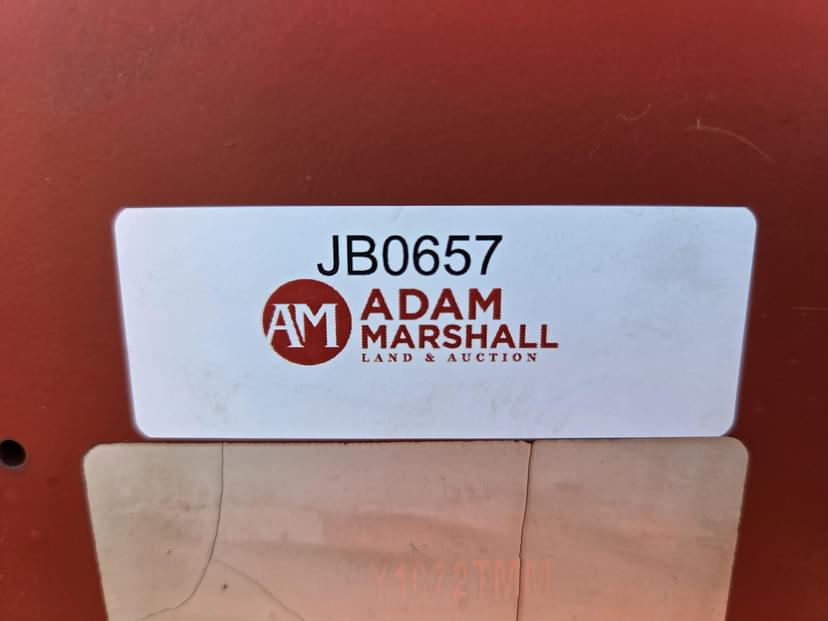 JB0657
AM
ADAM
MARSHALL
LAND & AUCTION